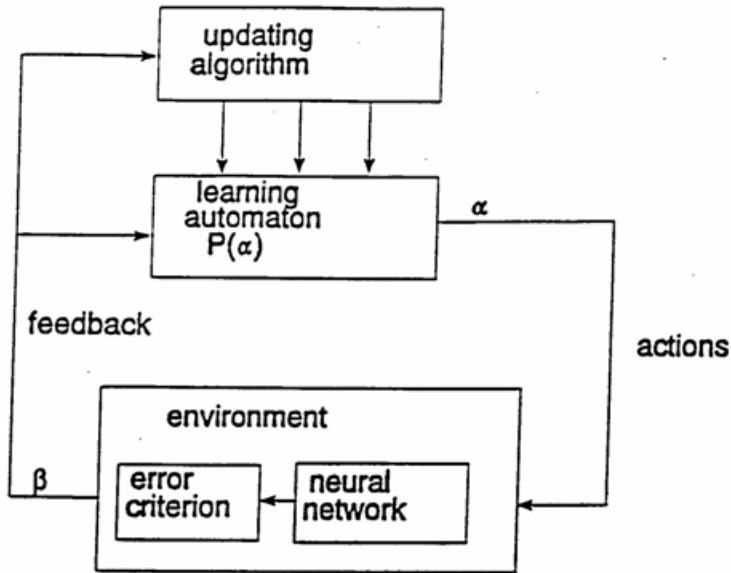 updating
algorithm
learning
automaton
P(α)
α
feedback
actions
environment
β
error
criterion
neural
network